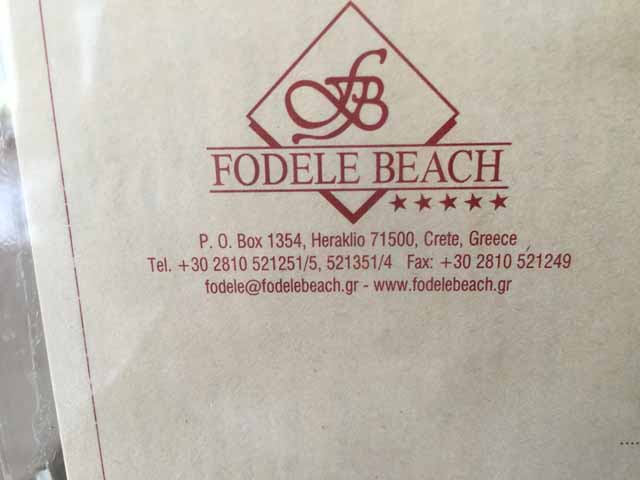 FB
FODELE BEACH
★★★★★
P. O. Box 1354, Heraklio 71500, Crete, Greece
Tel. +30 2810 521251/5, 521351/4 Fax: +30 2810 521249
fodele@fodelebeach.gr - www.fodelebeach.gr